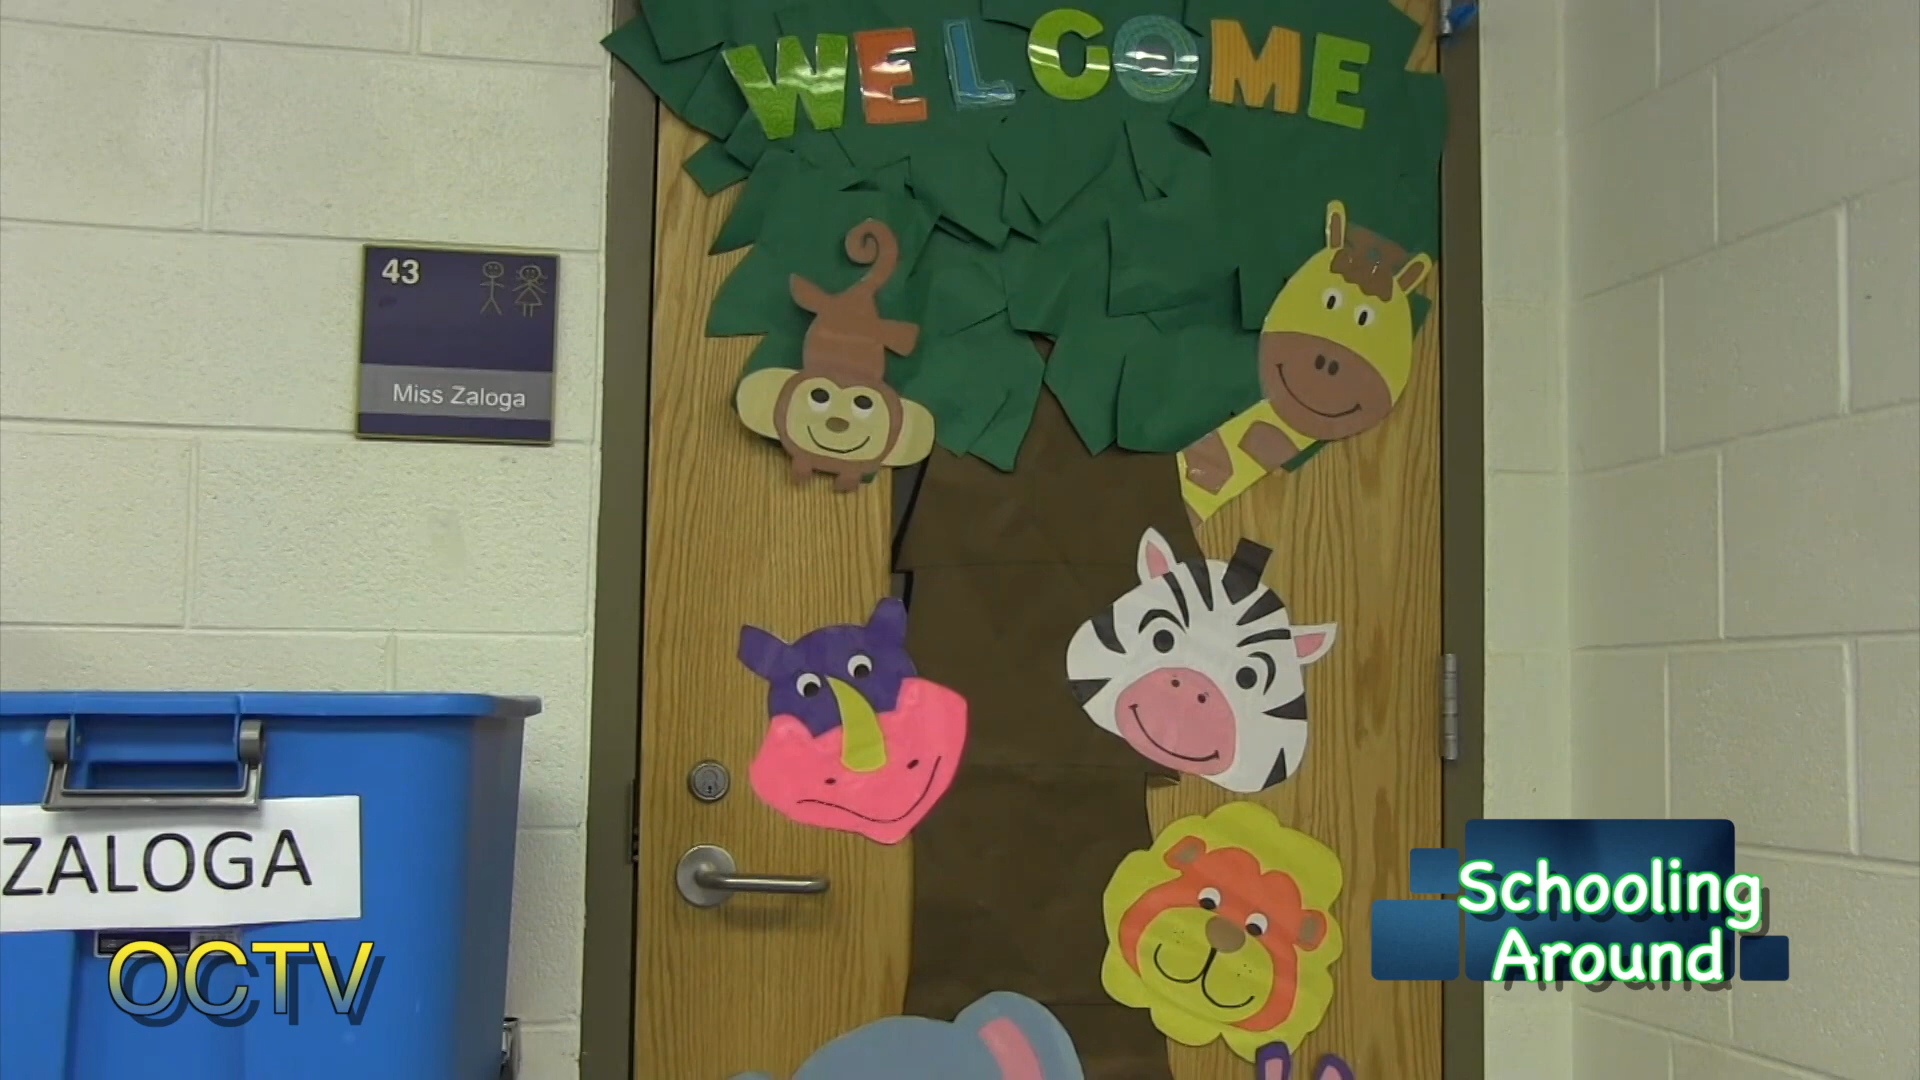 WELCOME
43
Miss Zaloga
ZALOGA
OCTV
Schooling
Around